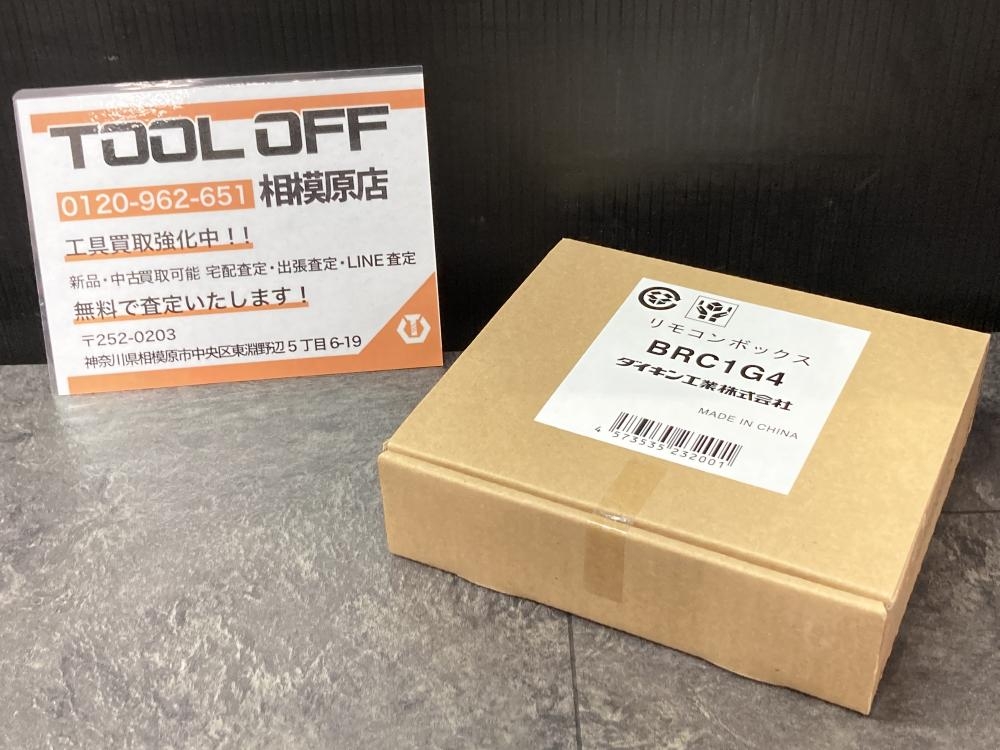 TOOL OFF
0120-962-651 相模原店
工具買取強化中！！
新品・中古買取可能 宅配査定・出張査定・LINE査定
無料で査定いたします！
〒252-0203
神奈川県相模原市中央区東淵野辺5丁目6-19
リモコンボックス
BRC1G4
ダイキン工業株式会社
MADE IN CHINA
4 573535 232001